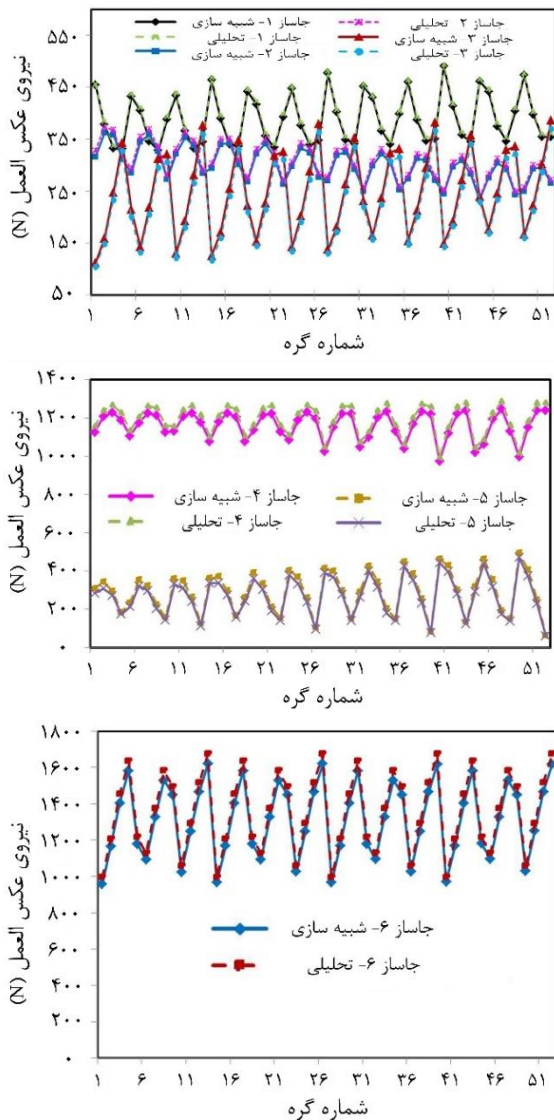 جاساز ۱- شبیه سازی
جاساز ۲- تحلیلی
جاساز ۱- تحلیلی
جاساز ۳- شبیه سازی
جاساز ۲- شبیه سازی
جاساز ۳- تحلیلی
نیروی عکس العمل (N)
۵۵۰
۴۵۰
۳۵۰
۲۵۰
۱۵۰
۵۰
۱ ۶ ۱۱ ۱۶ ۲۱ ۲۶ ۳۱ ۳۶ ۴۱ ۴۶ ۵۱
شماره گره
نیروی عکس العمل (N)
۱۴۰۰
۱۲۰۰
۱۰۰۰
۸۰۰
۶۰۰
۴۰۰
۲۰۰
۰
جاساز ۴- شبیه سازی
جاساز ۵- شبیه سازی
جاساز ۴- تحلیلی
جاساز ۵- تحلیلی
۱ ۶ ۱۱ ۱۶ ۲۱ ۲۶ ۳۱ ۳۶ ۴۱ ۴۶ ۵۱
شماره گره
نیروی عکس العمل (N)
۱۸۰۰
۱۶۰۰
۱۴۰۰
۱۲۰۰
۱۰۰۰
۸۰۰
۶۰۰
۴۰۰
۲۰۰
۰
جاساز ۶- شبیه سازی
جاساز ۶- تحلیلی
۱ ۶ ۱۱ ۱۶ ۲۱ ۲۶ ۳۱ ۳۶ ۴۱ ۴۶ ۵۱
شماره گره